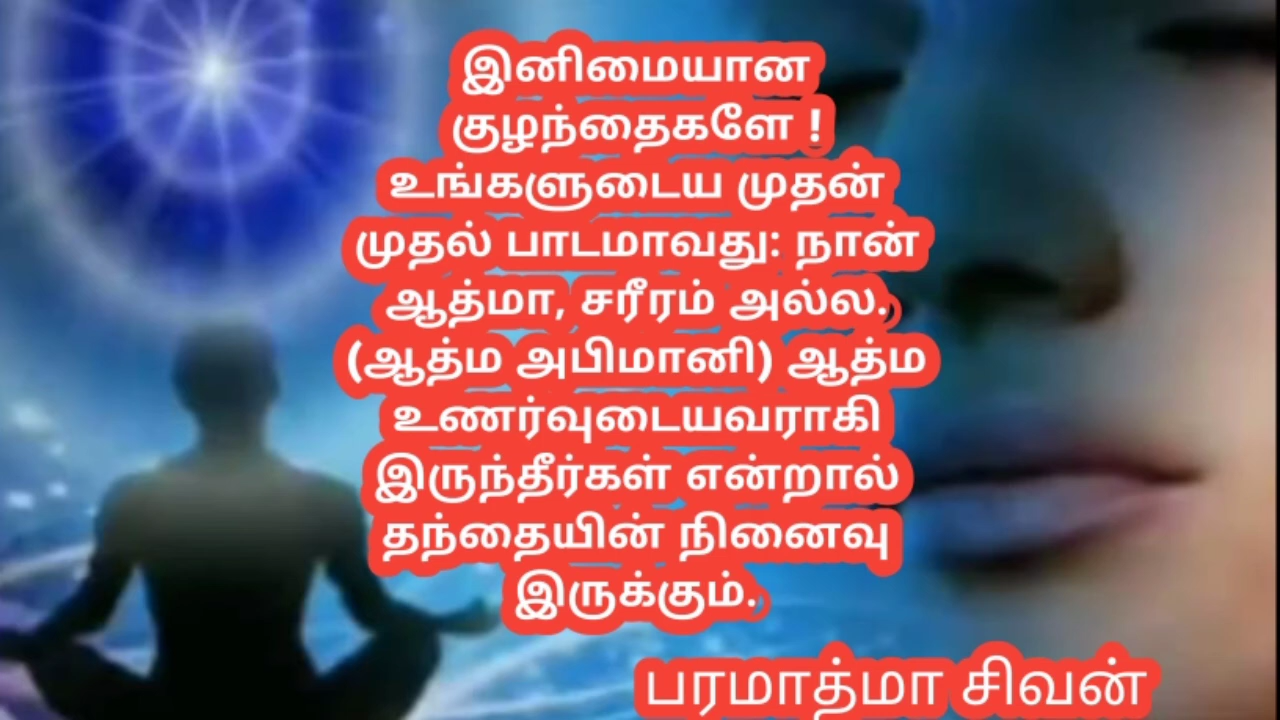 இனிமையான
குழந்தைகளே !
உங்களுடைய முதன்
முதல் பாடமாவது: நான்
ஆத்மா, சரீரம் அல்ல.
(ஆத்ம அபிமானி) ஆத்ம
உணர்வுடையவராகி
இருந்தீர்கள் என்றால்
தந்தையின் நினைவு
இருக்கும்.
பரமாத்மா சிவன்